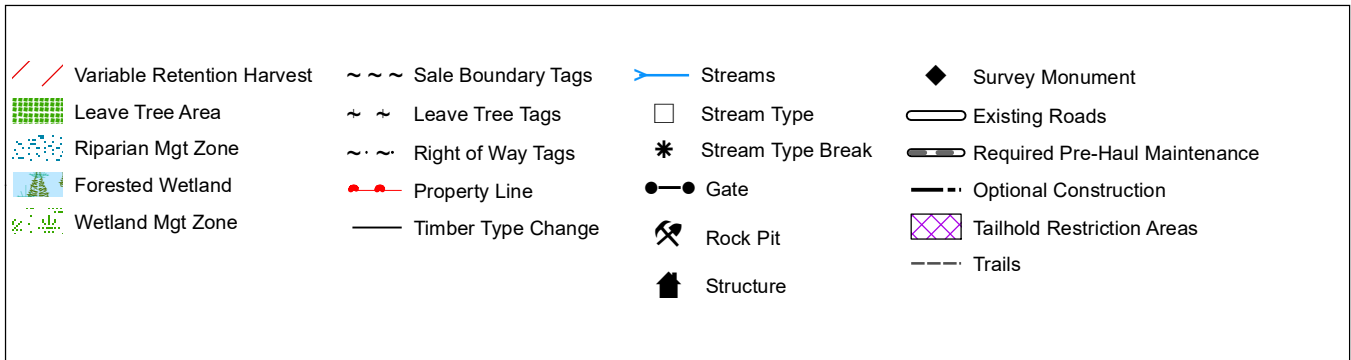 Variable Retention Harvest
Leave Tree Area
Riparian Mgt Zone
Forested Wetland
Wetland Mgt Zone
Sale Boundary Tags
Leave Tree Tags
Right of Way Tags
Property Line
Timber Type Change
Streams
Stream Type
Stream Type Break
Gate
Rock Pit
Structure
Survey Monument
Existing Roads
Required Pre-Haul Maintenance
Optional Construction
Tailhold Restriction Areas
Trails